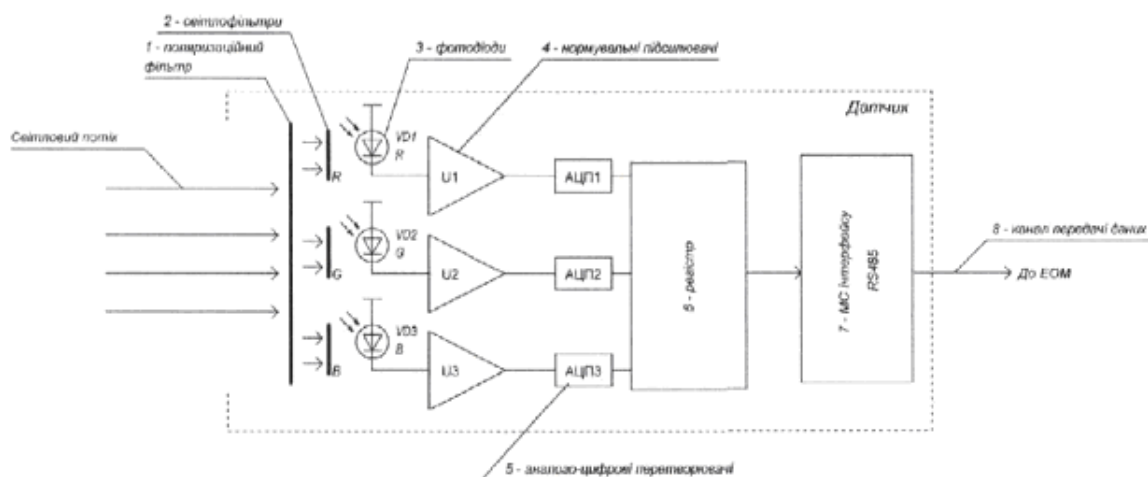 2 - світлофільтри
1 - поляризаційний
фільтр
3 - фотодіоди
4 - нормувальні підсилювачі
Датчик
Світловий потік
VD1
R
R
U1
АЦП1
VD2
G
G
U2
АЦП2
VD3
B
B
U3
АЦП3
6 - регістр
7 - МС інтерфейсу
RS485
8 - канал передачі даних
До ЕОМ
5 - аналого-цифрові перетворювачі